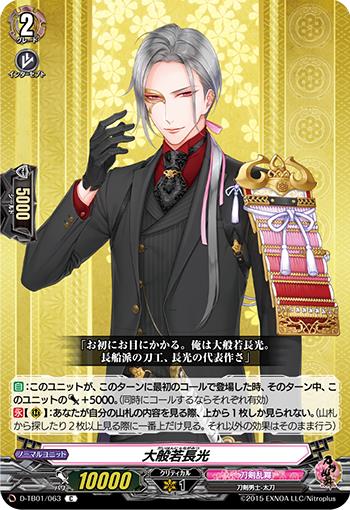 2
グレード
インターセプト
5000
シールド
「お初にお目にかかる。俺は大般若長光。
長船派の刀工、長光の代表作さ」
自：このユニットが、このターンに最初のコールで登場した時、そのターン中、こ
のユニットの+5000。(同時にコールするならそれぞれ有効)
永【】：あなたが自分の山札の内容を見る際、上から1枚しか見られない。(山札
から探したり2枚以上見る際に一番上だけ見る。それ以外の効果はそのまま行う)
ノーマルユニット
大般若長光
パワー
10000
クリティカル
1
刀剣乱舞
刀剣男士・太刀
D-TB01/063 C
©2015 EXNOA LLC/Nitroplus